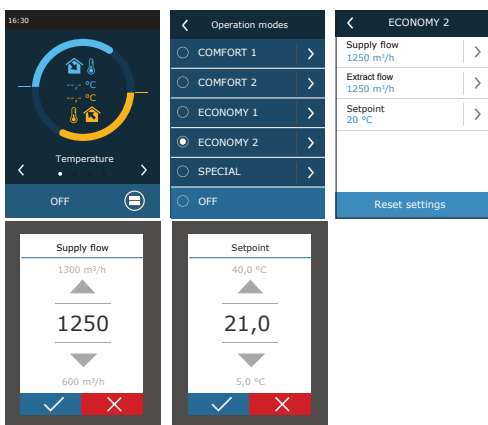 16:30
--,- °C
--,- °C
Temperature
OFF
Operation modes
COMFORT 1
COMFORT 2
ECONOMY 1
ECONOMY 2
SPECIAL
OFF
ECONOMY 2
Supply flow
1250 m³/h
Extract flow
1250 m³/h
Setpoint
20 °C
Reset settings
Supply flow
1300 m³/h
1250
600 m³/h
Setpoint
40,0 °C
21,0
5,0 °C